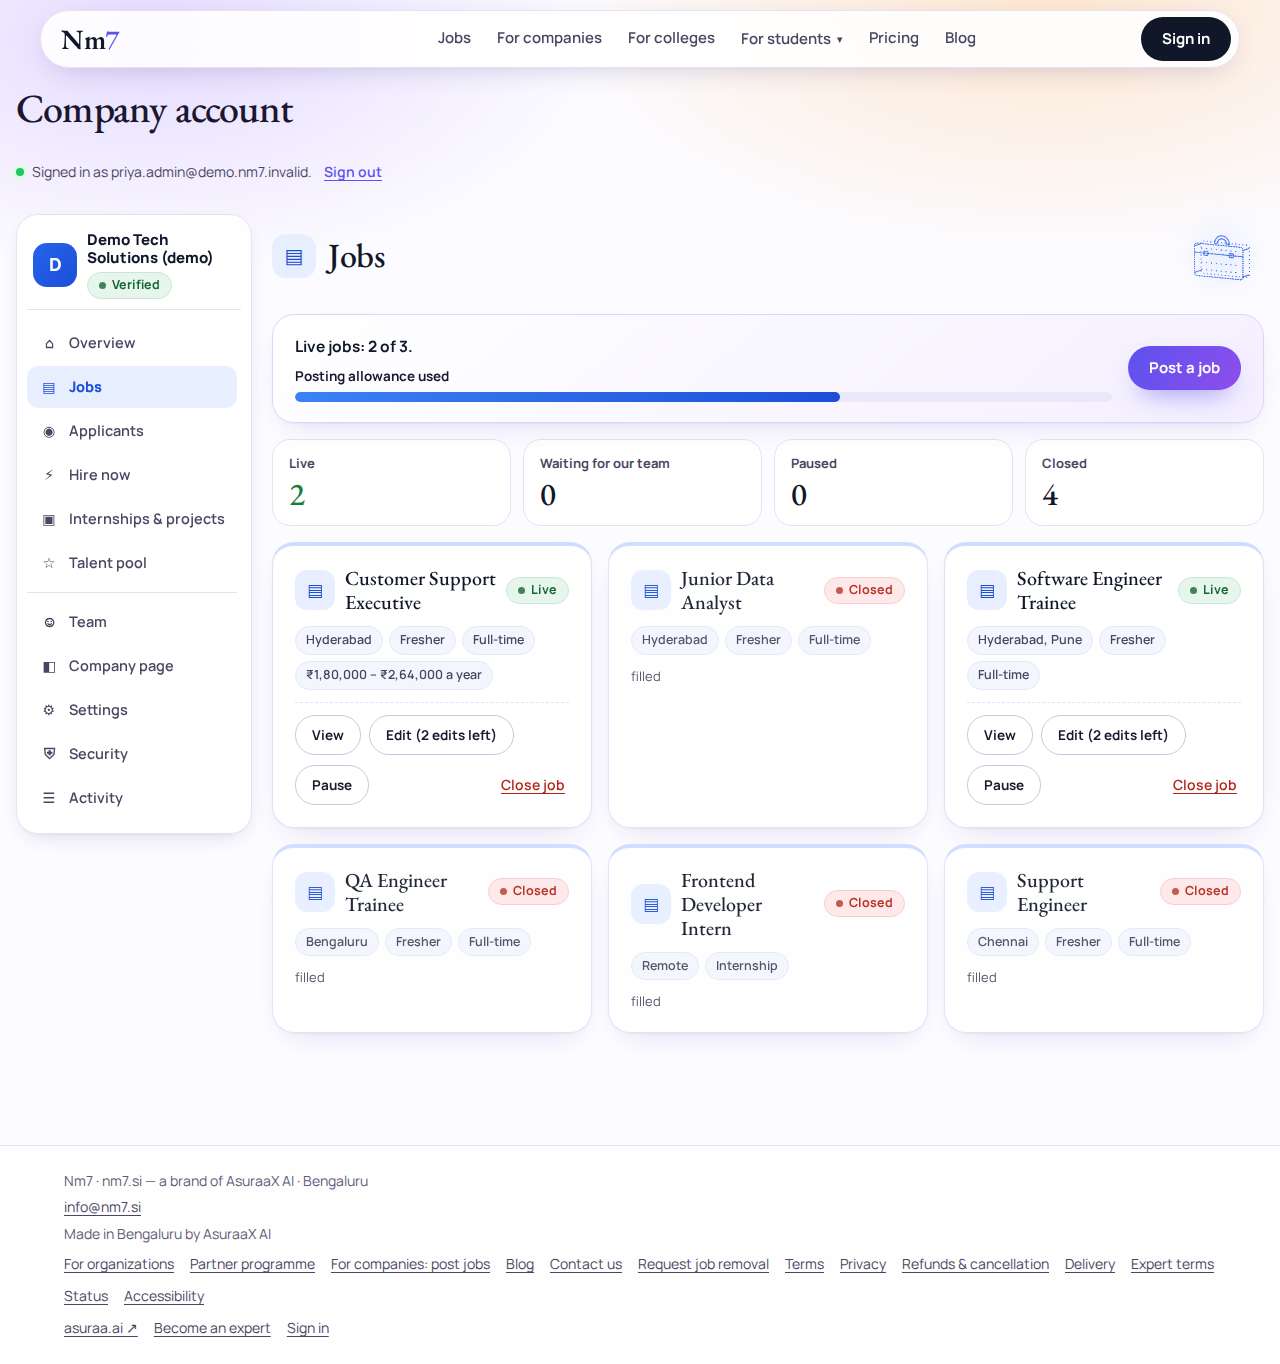 Nm7
Jobs
For companies
For colleges
For students ▾
Pricing
Blog
Sign in
Company account
Signed in as priya.admin@demo.nm7.invalid. Sign out
D
Demo Tech
Solutions (demo)
Verified
Overview
Jobs
Applicants
Hire now
Internships & projects
Talent pool
Team
Company page
Settings
Security
Activity
Jobs
Live jobs: 2 of 3.
Posting allowance used
Post a job
Live
2
Waiting for our team
0
Paused
0
Closed
4
Customer Support
Executive
Live
Hyderabad
Fresher
Full-time
₹1,80,000 – ₹2,64,000 a year
View
Edit (2 edits left)
Pause
Close job
Junior Data
Analyst
Closed
Hyderabad
Fresher
Full-time
filled
Software Engineer
Trainee
Live
Hyderabad, Pune
Fresher
Full-time
View
Edit (2 edits left)
Pause
Close job
QA Engineer
Trainee
Closed
Bengaluru
Fresher
Full-time
filled
Frontend
Developer
Intern
Closed
Remote
Internship
filled
Support
Engineer
Closed
Chennai
Fresher
Full-time
filled
Nm7 · nm7.si — a brand of AsuraaX AI · Bengaluru
info@nm7.si
Made in Bengaluru by AsuraaX AI
For organizations Partner programme For companies: post jobs Blog Contact us Request job removal Terms Privacy Refunds & cancellation Delivery Expert terms
Status Accessibility
asuraa.ai ↗ Become an expert Sign in